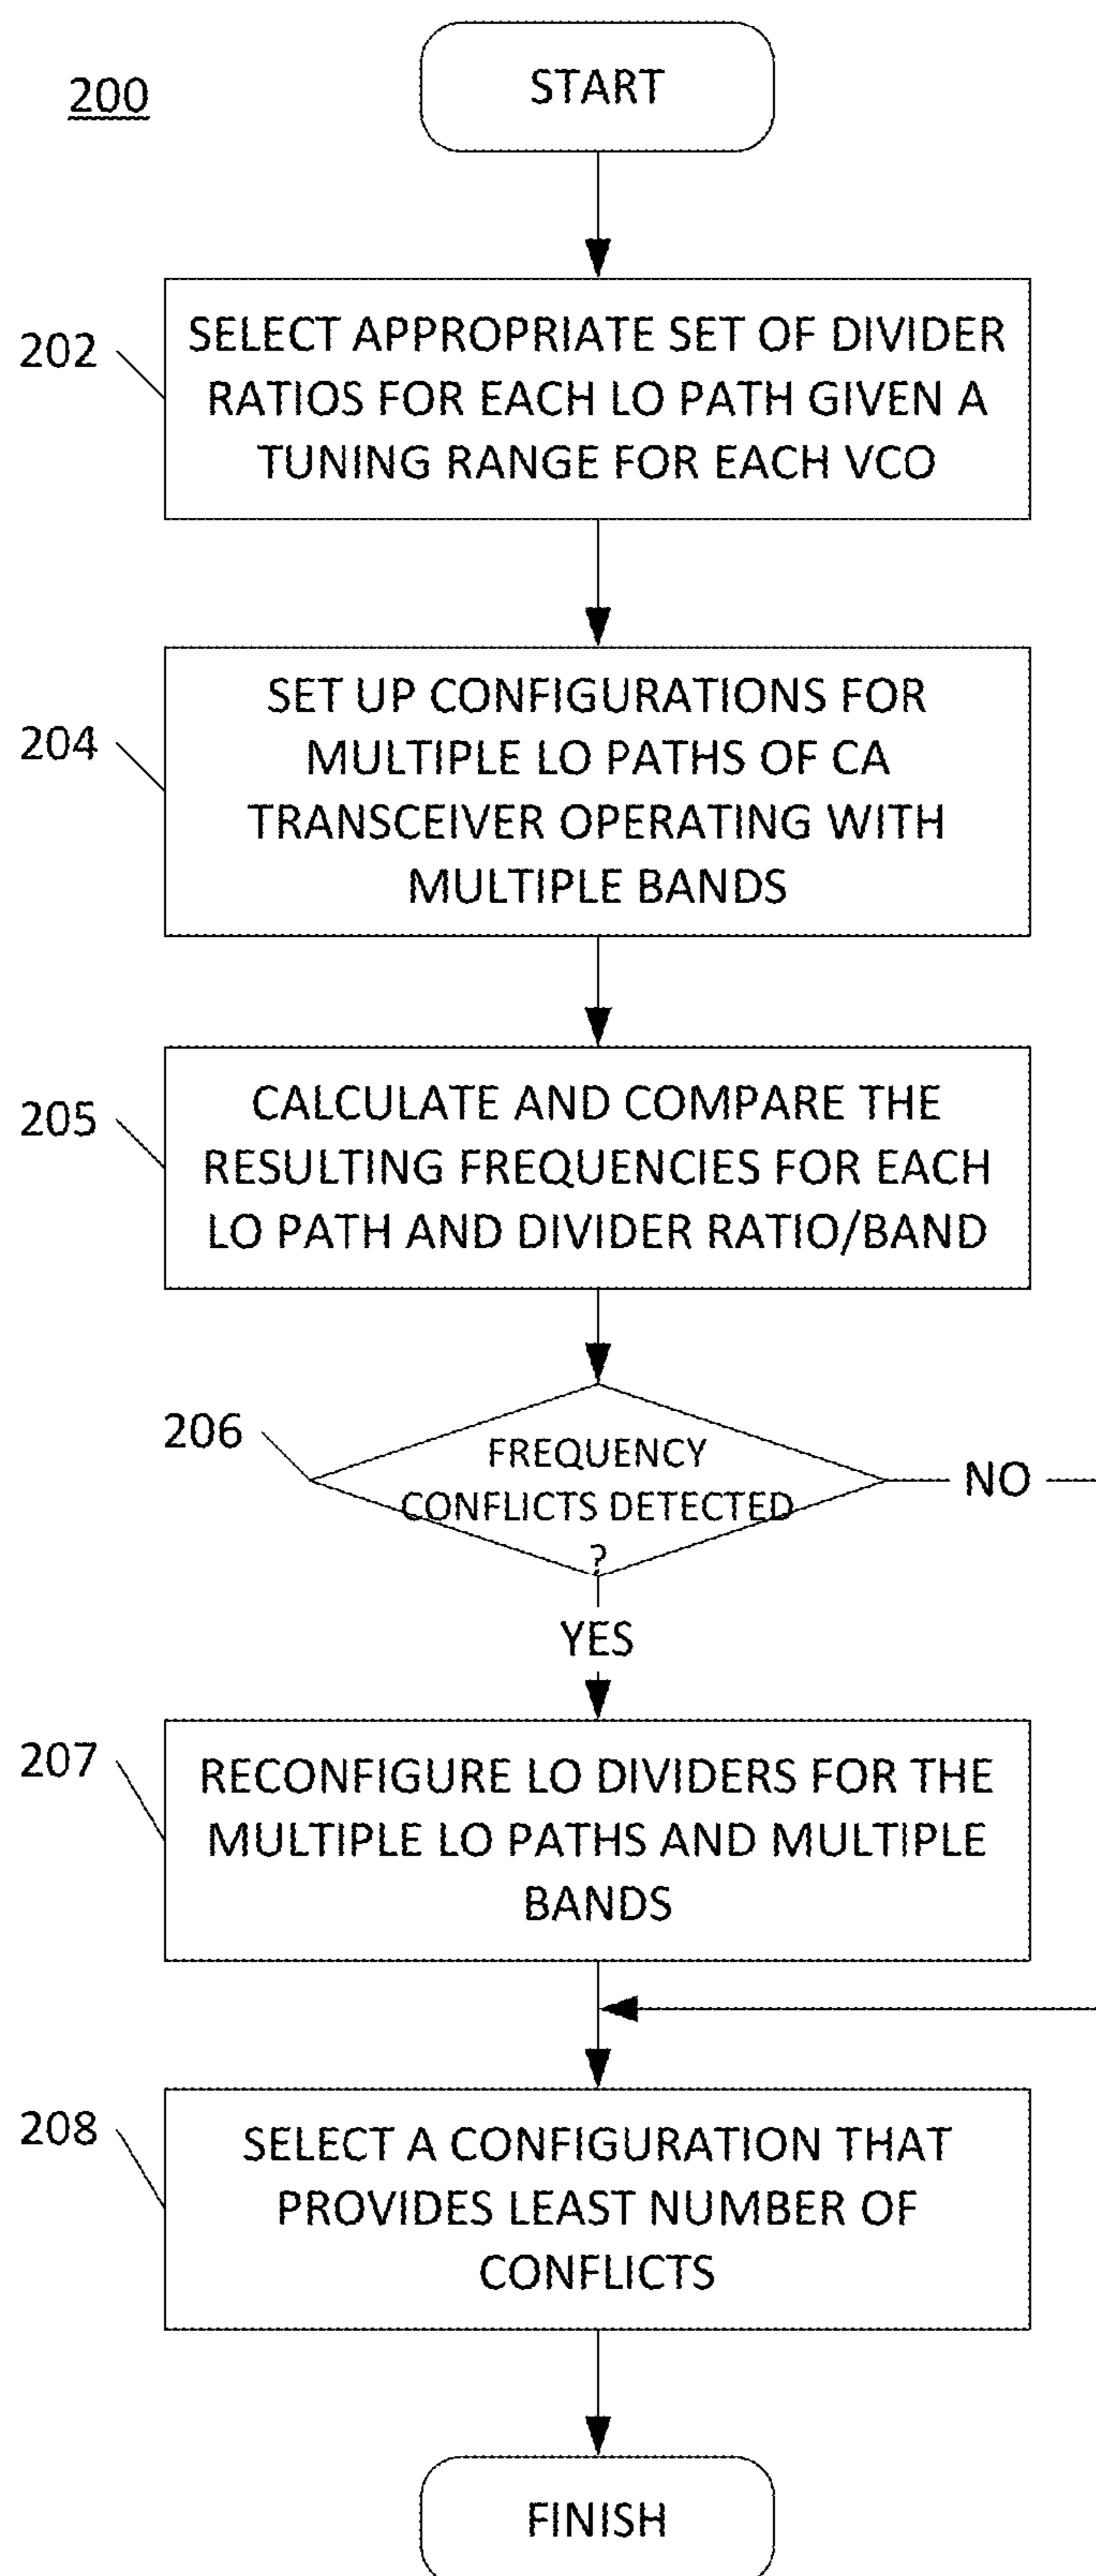 200
START
202
SELECT APPROPRIATE SET OF DIVIDER
RATIOS FOR EACH LO PATH GIVEN A
TUNING RANGE FOR EACH VCO
204
SET UP CONFIGURATIONS FOR
MULTIPLE LO PATHS OF CA
TRANSCEIVER OPERATING WITH
MULTIPLE BANDS
205
CALCULATE AND COMPARE THE
RESULTING FREQUENCIES FOR EACH
LO PATH AND DIVIDER RATIO/BAND
206
FREQUENCY
CONFLICTS DETECTED
?
NO
YES
207
RECONFIGURE LO DIVIDERS FOR THE
MULTIPLE LO PATHS AND MULTIPLE
BANDS
208
SELECT A CONFIGURATION THAT
PROVIDES LEAST NUMBER OF
CONFLICTS
FINISH